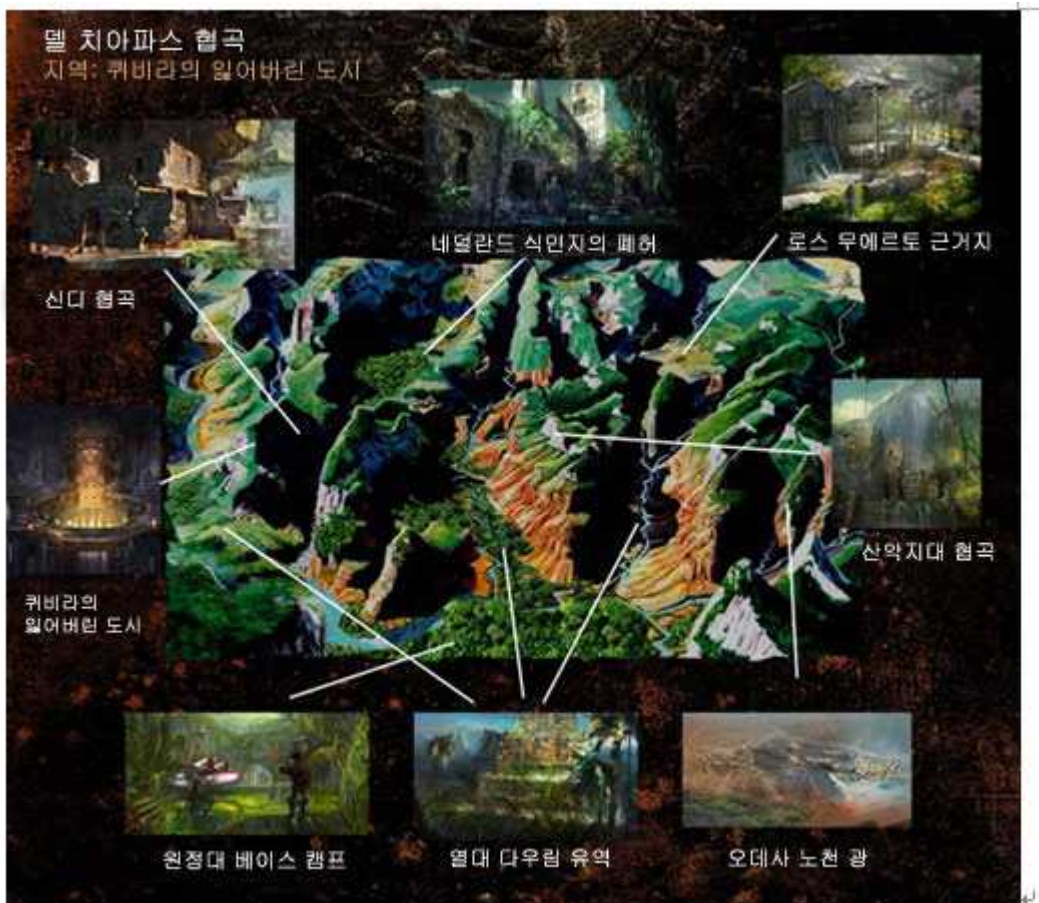 델 치아파스 협곡
지역: 퀴비라의 잃어버린 도시
네덜란드 식민지의 폐허
로스 무에르토 근거지
신디 협곡
산악지대 협곡
퀴비라의
잃어버린 도시
원정대 베이스 캠프
열대 다우림 유역
오데사 노천 광